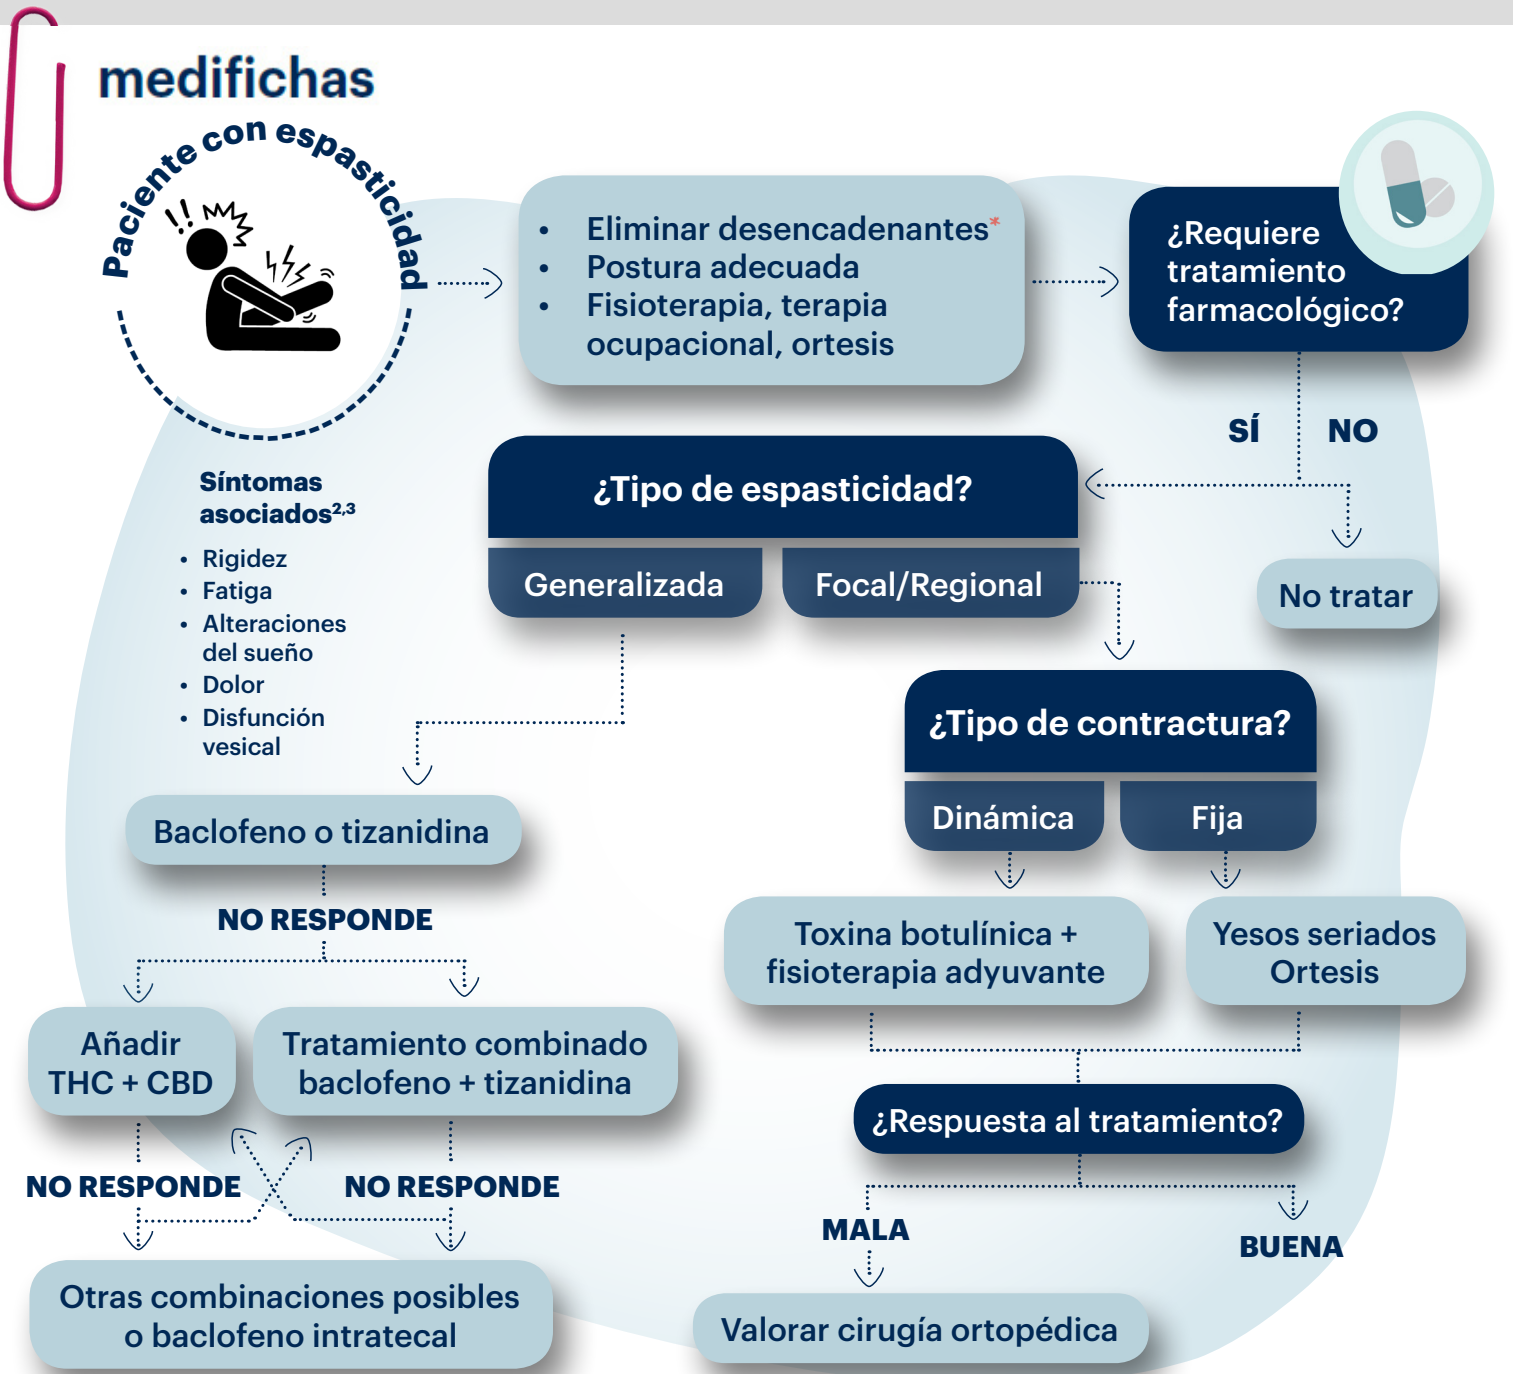 medifichas
Paciente con espasticidad
• Eliminar desencadenantes*
• Postura adecuada
• Fisioterapia, terapia
ocupacional, ortesis
¿Requiere
tratamiento
farmacológico?
SÍ
NO
Síntomas
asociados2,3
• Rigidez
• Fatiga
• Alteraciones
del sueño
• Dolor
• Disfunción
vesical
¿Tipo de espasticidad?
Generalizada
Focal/Regional
No tratar
¿Tipo de contractura?
Dinámica
Fija
Baclofeno o tizanidina
NO RESPONDE
Toxina botulínica +
fisioterapia adyuvante
Yesos seriados
Ortesis
Añadir
THC + CBD
Tratamiento combinado
baclofeno + tizanidina
¿Respuesta al tratamiento?
NO RESPONDE
NO RESPONDE
MALA
BUENA
Otras combinaciones posibles
o baclofeno intratecal
Valorar cirugía ortopédica